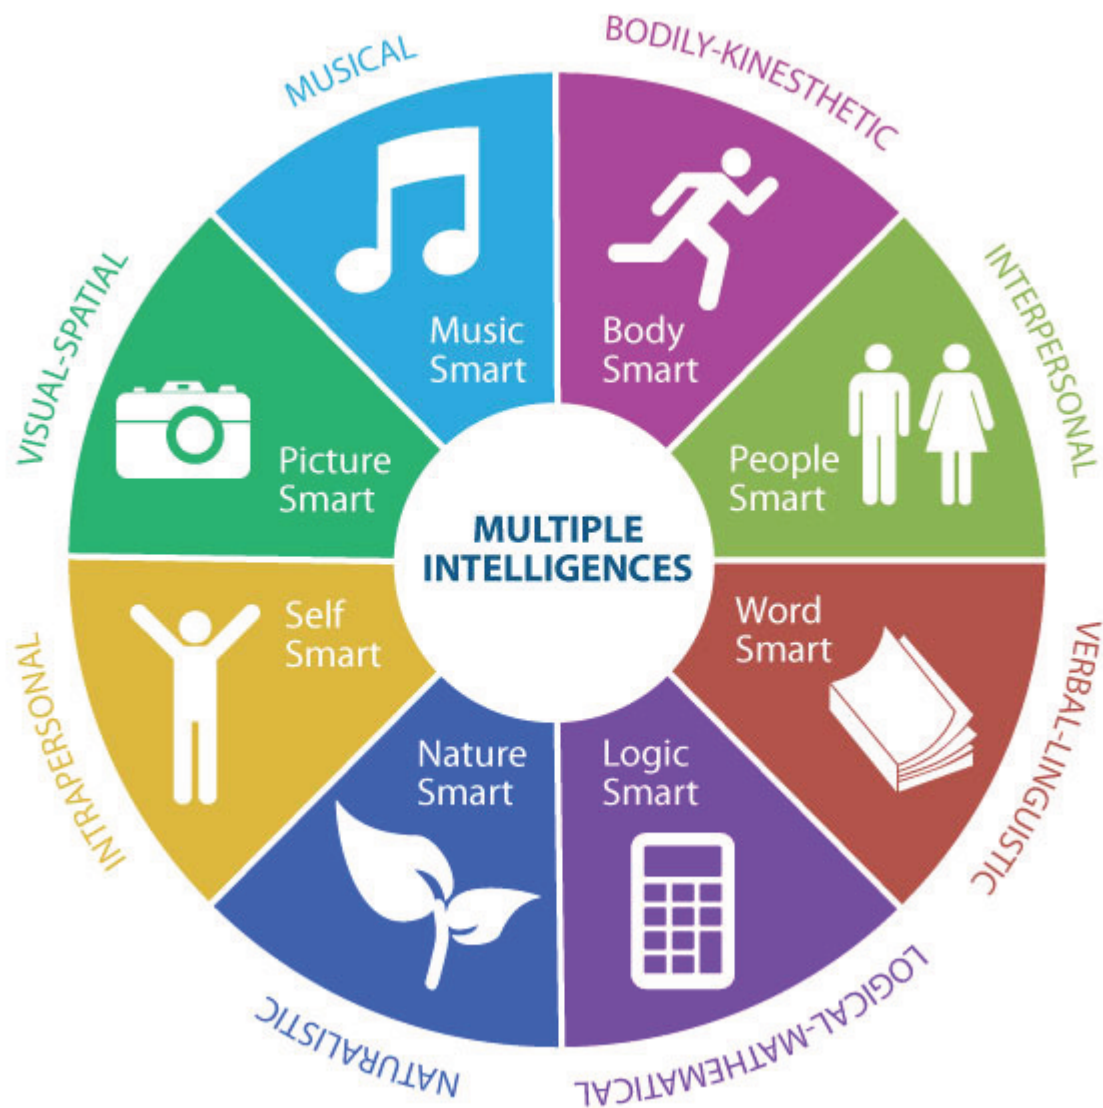 MUSICAL
BODILY-KINESTHETIC
INTERPERSONAL
VERBAL-LINGUISTIC
LOGICAL-MATHEMATICAL
NATURALISTIC
INTRAPERSONAL
VISUAL-SPATIAL
Music
Smart
Body
Smart
People
Smart
Word
Smart
Logic
Smart
Nature
Smart
Self
Smart
Picture
Smart
MULTIPLE
INTELLIGENCES